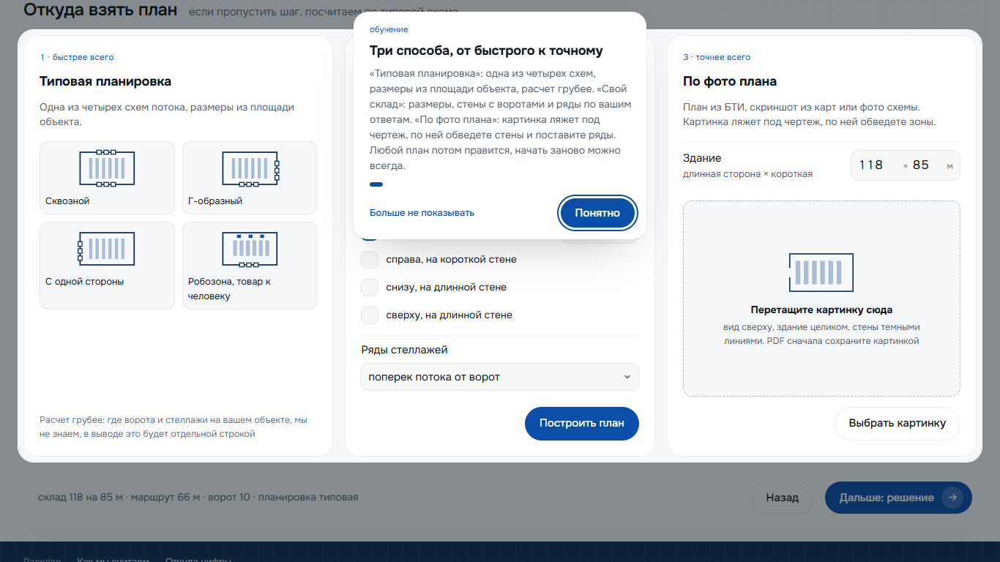 Откуда взять план
если пропустить шаг, посчитаем по типовой схеме
обучение
Три способа, от быстрого к точному
«Типовая планировка»: одна из четырех схем,
размеры из площади объекта, расчет грубее. «Свой
склад»: размеры, стены с воротами и ряды по вашим
ответам. «По фото плана»: картинка ляжет под
чертеж, по ней обведете стены и поставите ряды.
Любой план потом правится, начать заново можно
всегда.
Больше не показывать
Понятно
1 · быстрее всего
Типовая планировка
Одна из четырех схем потока, размеры из площади
объекта.
Сквозной
Г-образный
С одной стороны
Робозона, товар к
человеку
Расчет грубее: где ворота и стеллажи на вашем объекте, мы
не знаем, в выводе это будет отдельной строкой
справа, на короткой стене
снизу, на длинной стене
сверху, на длинной стене
Ряды стеллажей
поперек потока от ворот
Построить план
3 · точнее всего
По фото плана
План из БТИ, скриншот из карт или фото схемы.
Картинка ляжет под чертеж, по ней обведете зоны.
Здание
длинная сторона × короткая
118 × 85 м
Перетащите картинку сюда
вид сверху, здание целиком, стены темными
линиями. PDF сначала сохраните картинкой
Выбрать картинку
склад 118 на 85 м · маршрут 66 м · ворот 10 · планировка типовая
Назад
Дальше: решение
Расклад
Как мы считаем
Откуда цифры